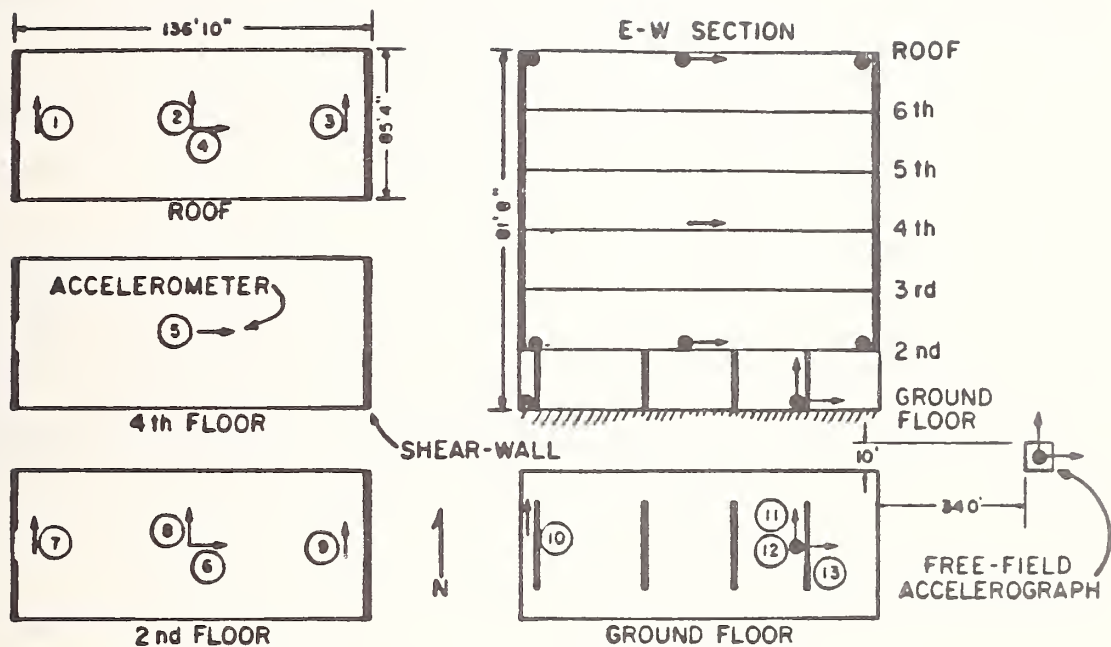 136'10"
1
2
3
4
85'4"
ROOF
ACCELEROMETER
5
4th FLOOR
SHEAR-WALL
7
8
6
9
2nd FLOOR
N
E-W SECTION
ROOF
6th
5th
4th
3rd
2nd
GROUND
FLOOR
10'
340'
10
11
12
13
GROUND FLOOR
FREE-FIELD
ACCELEROGRAPH